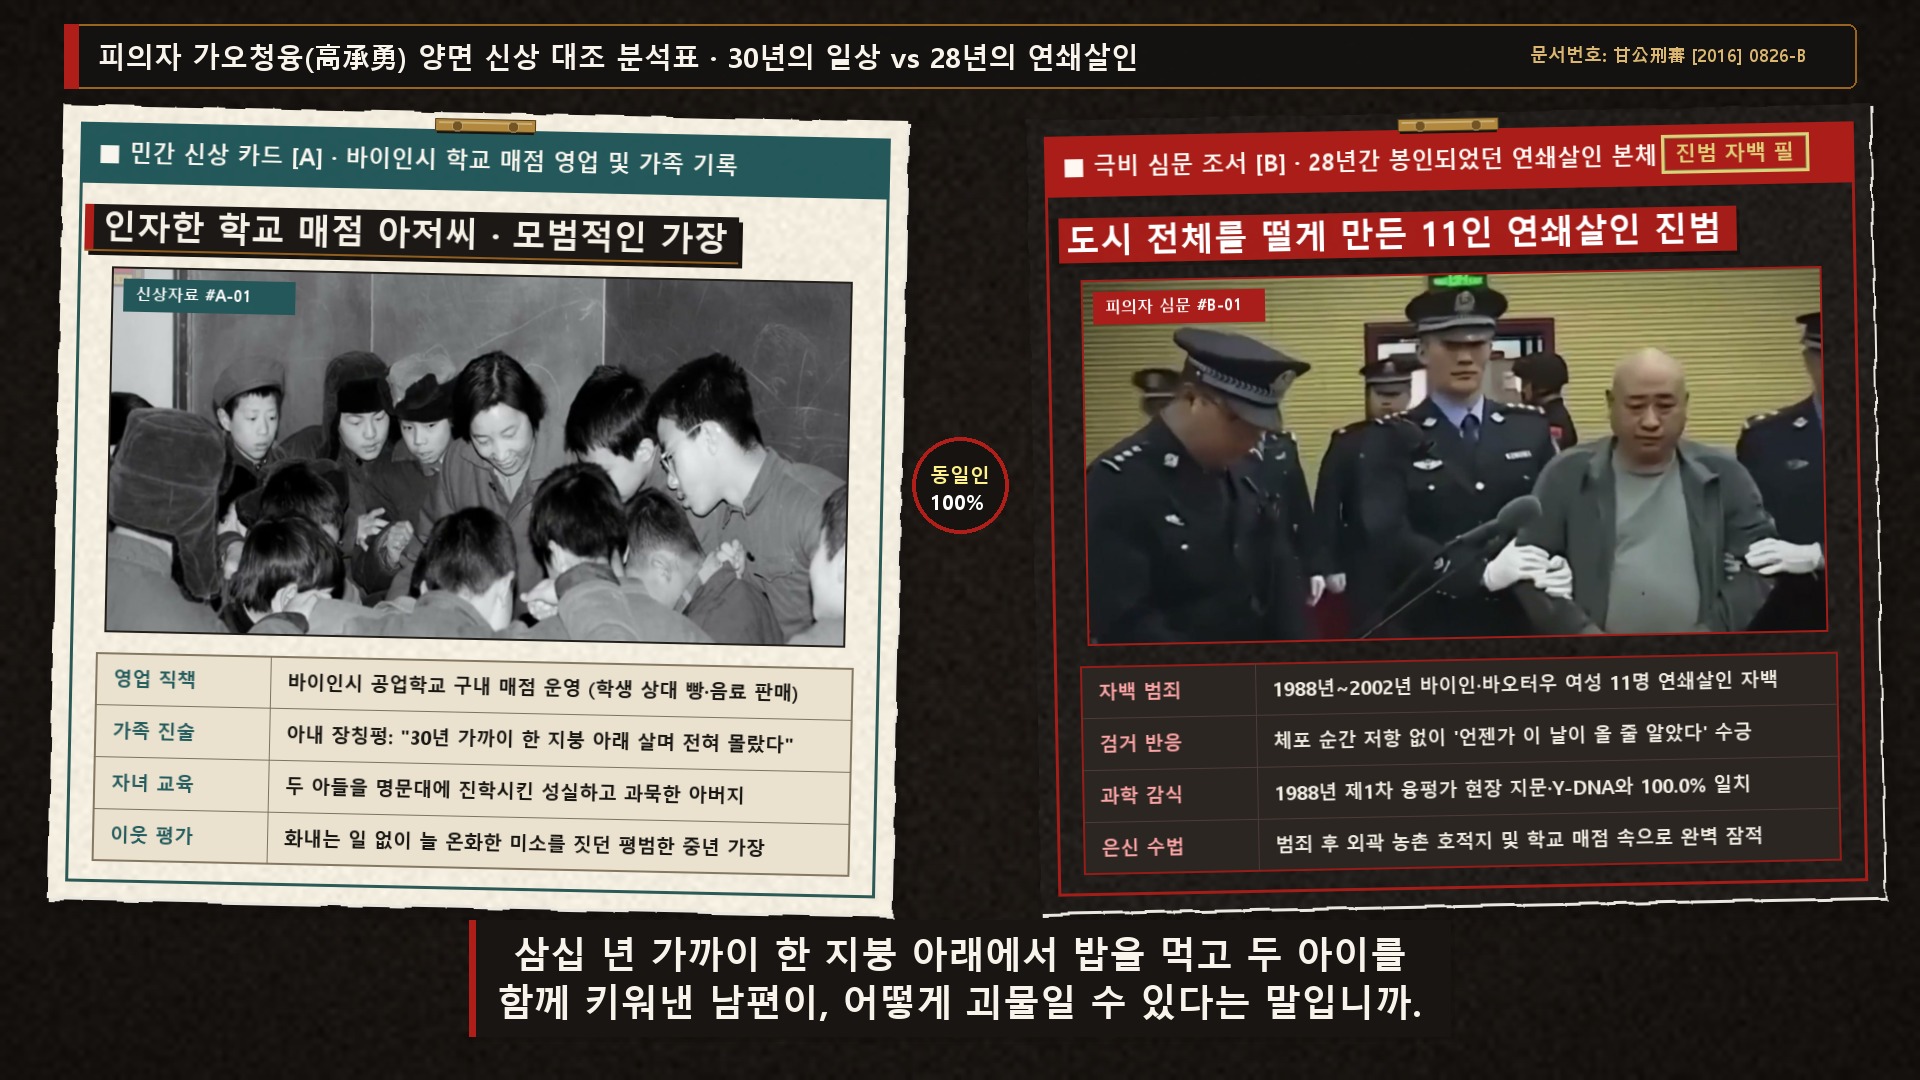 피의자 가오청융(高承勇) 양면 신상 대조 분석표 · 30년의 일상 vs 28년의 연쇄살인
문서번호: 甘公刑審 [2016] 0826-B
■ 민간 신상 카드 [A] · 바이인시 학교 매점 영업 및 가족 기록
인자한 학교 매점 아저씨 · 모범적인 가장
신상자료 #A-01
영업 직책 바이인시 공업학교 구내 매점 운영 (학생 상대 빵·음료 판매)
가족 진술 아내 장칭펑: "30년 가까이 한 지붕 아래 살며 전혀 몰랐다"
자녀 교육 두 아들을 명문대에 진학시킨 성실하고 과묵한 아버지
이웃 평가 화내는 일 없이 늘 온화한 미소를 짓던 평범한 중년 가장
동일인
100%
■ 극비 심문 조서 [B] · 28년간 봉인되었던 연쇄살인 본체
진범 자백 필
도시 전체를 떨게 만든 11인 연쇄살인 진범
피의자 심문 #B-01
자백 범죄 1988년~2002년 바이인·바오터우 여성 11명 연쇄살인 자백
검거 반응 체포 순간 저항 없이 '언젠가 이 날이 올 줄 알았다' 수긍
과학 감식 1988년 제1차 융펑가 현장 지문·Y-DNA와 100.0% 일치
은신 수법 범죄 후 외곽 농촌 호적지 및 학교 매점 속으로 완벽 잠적
삼십 년 가까이 한 지붕 아래에서 밥을 먹고 두 아이를
함께 키워낸 남편이, 어떻게 괴물일 수 있다는 말입니까.